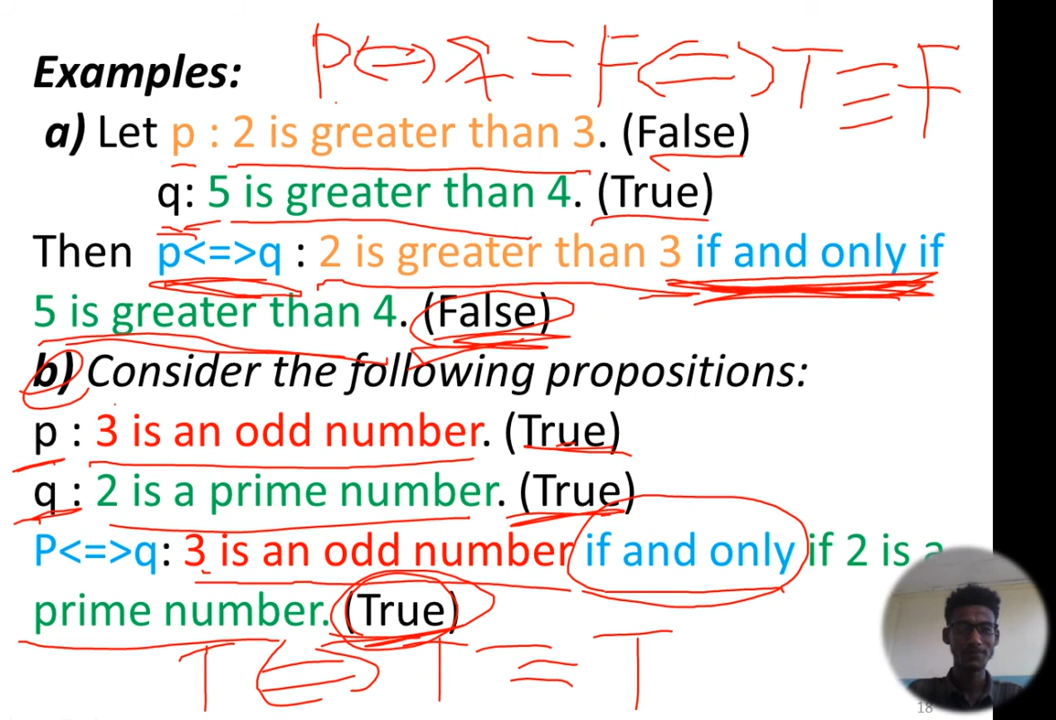 P⇔q = F⇔T ≡ F
Examples:
a) Let p : 2 is greater than 3. (False)
q: 5 is greater than 4. (True)
Then p<=>q : 2 is greater than 3 if and only if
5 is greater than 4. (False)
b) Consider the following propositions:
p : 3 is an odd number. (True)
q : 2 is a prime number. (True)
P<=>q: 3 is an odd number if and only if 2 is a
prime number. (True)
T⇔T ≡ T
18